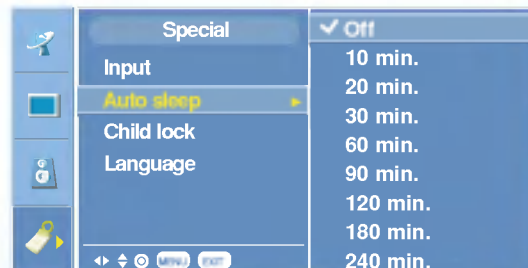 Special
Input
Auto sleep
Child lock
Language
MENU EXIT
Off
10 min.
20 min.
30 min.
60 min.
90 min.
120 min.
180 min.
240 min.